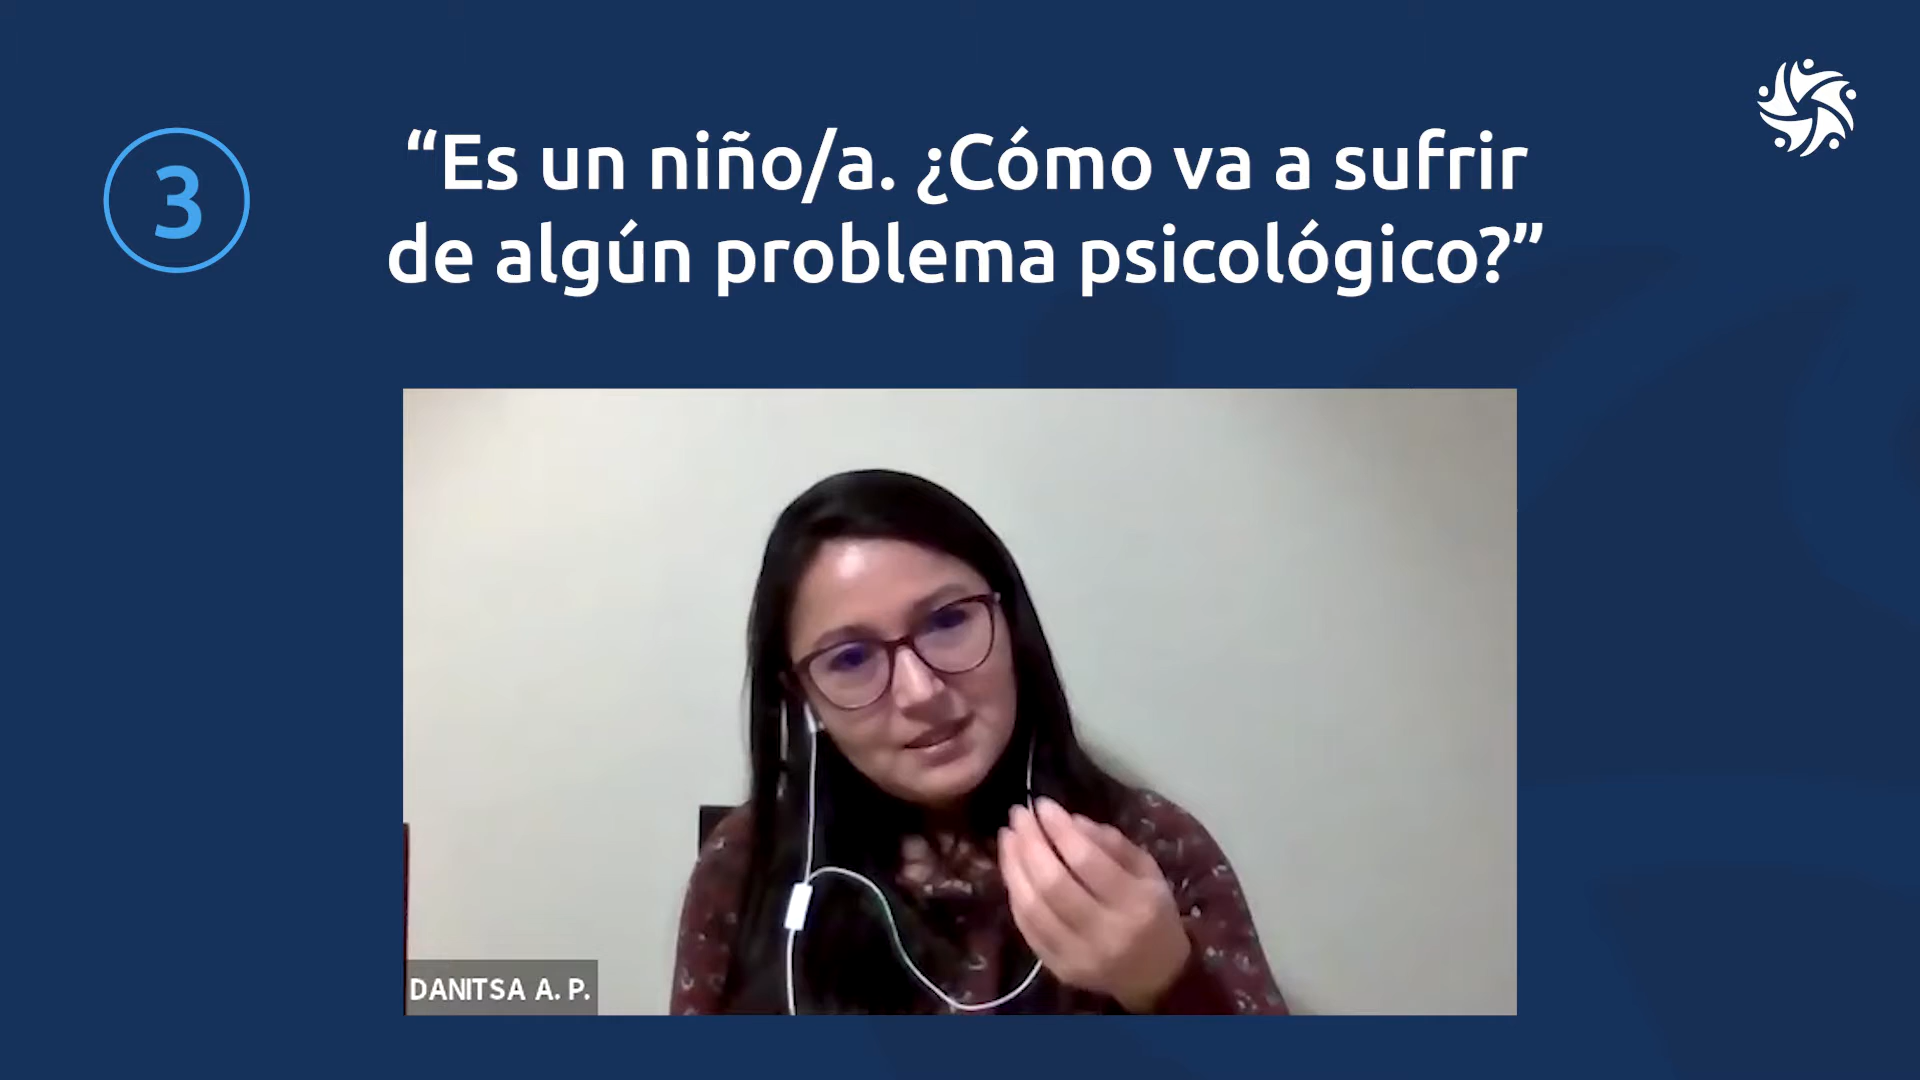 3
“Es un niño/a. ¿Cómo va a sufrir
de algún problema psicológico?”
DANITSA A. P.